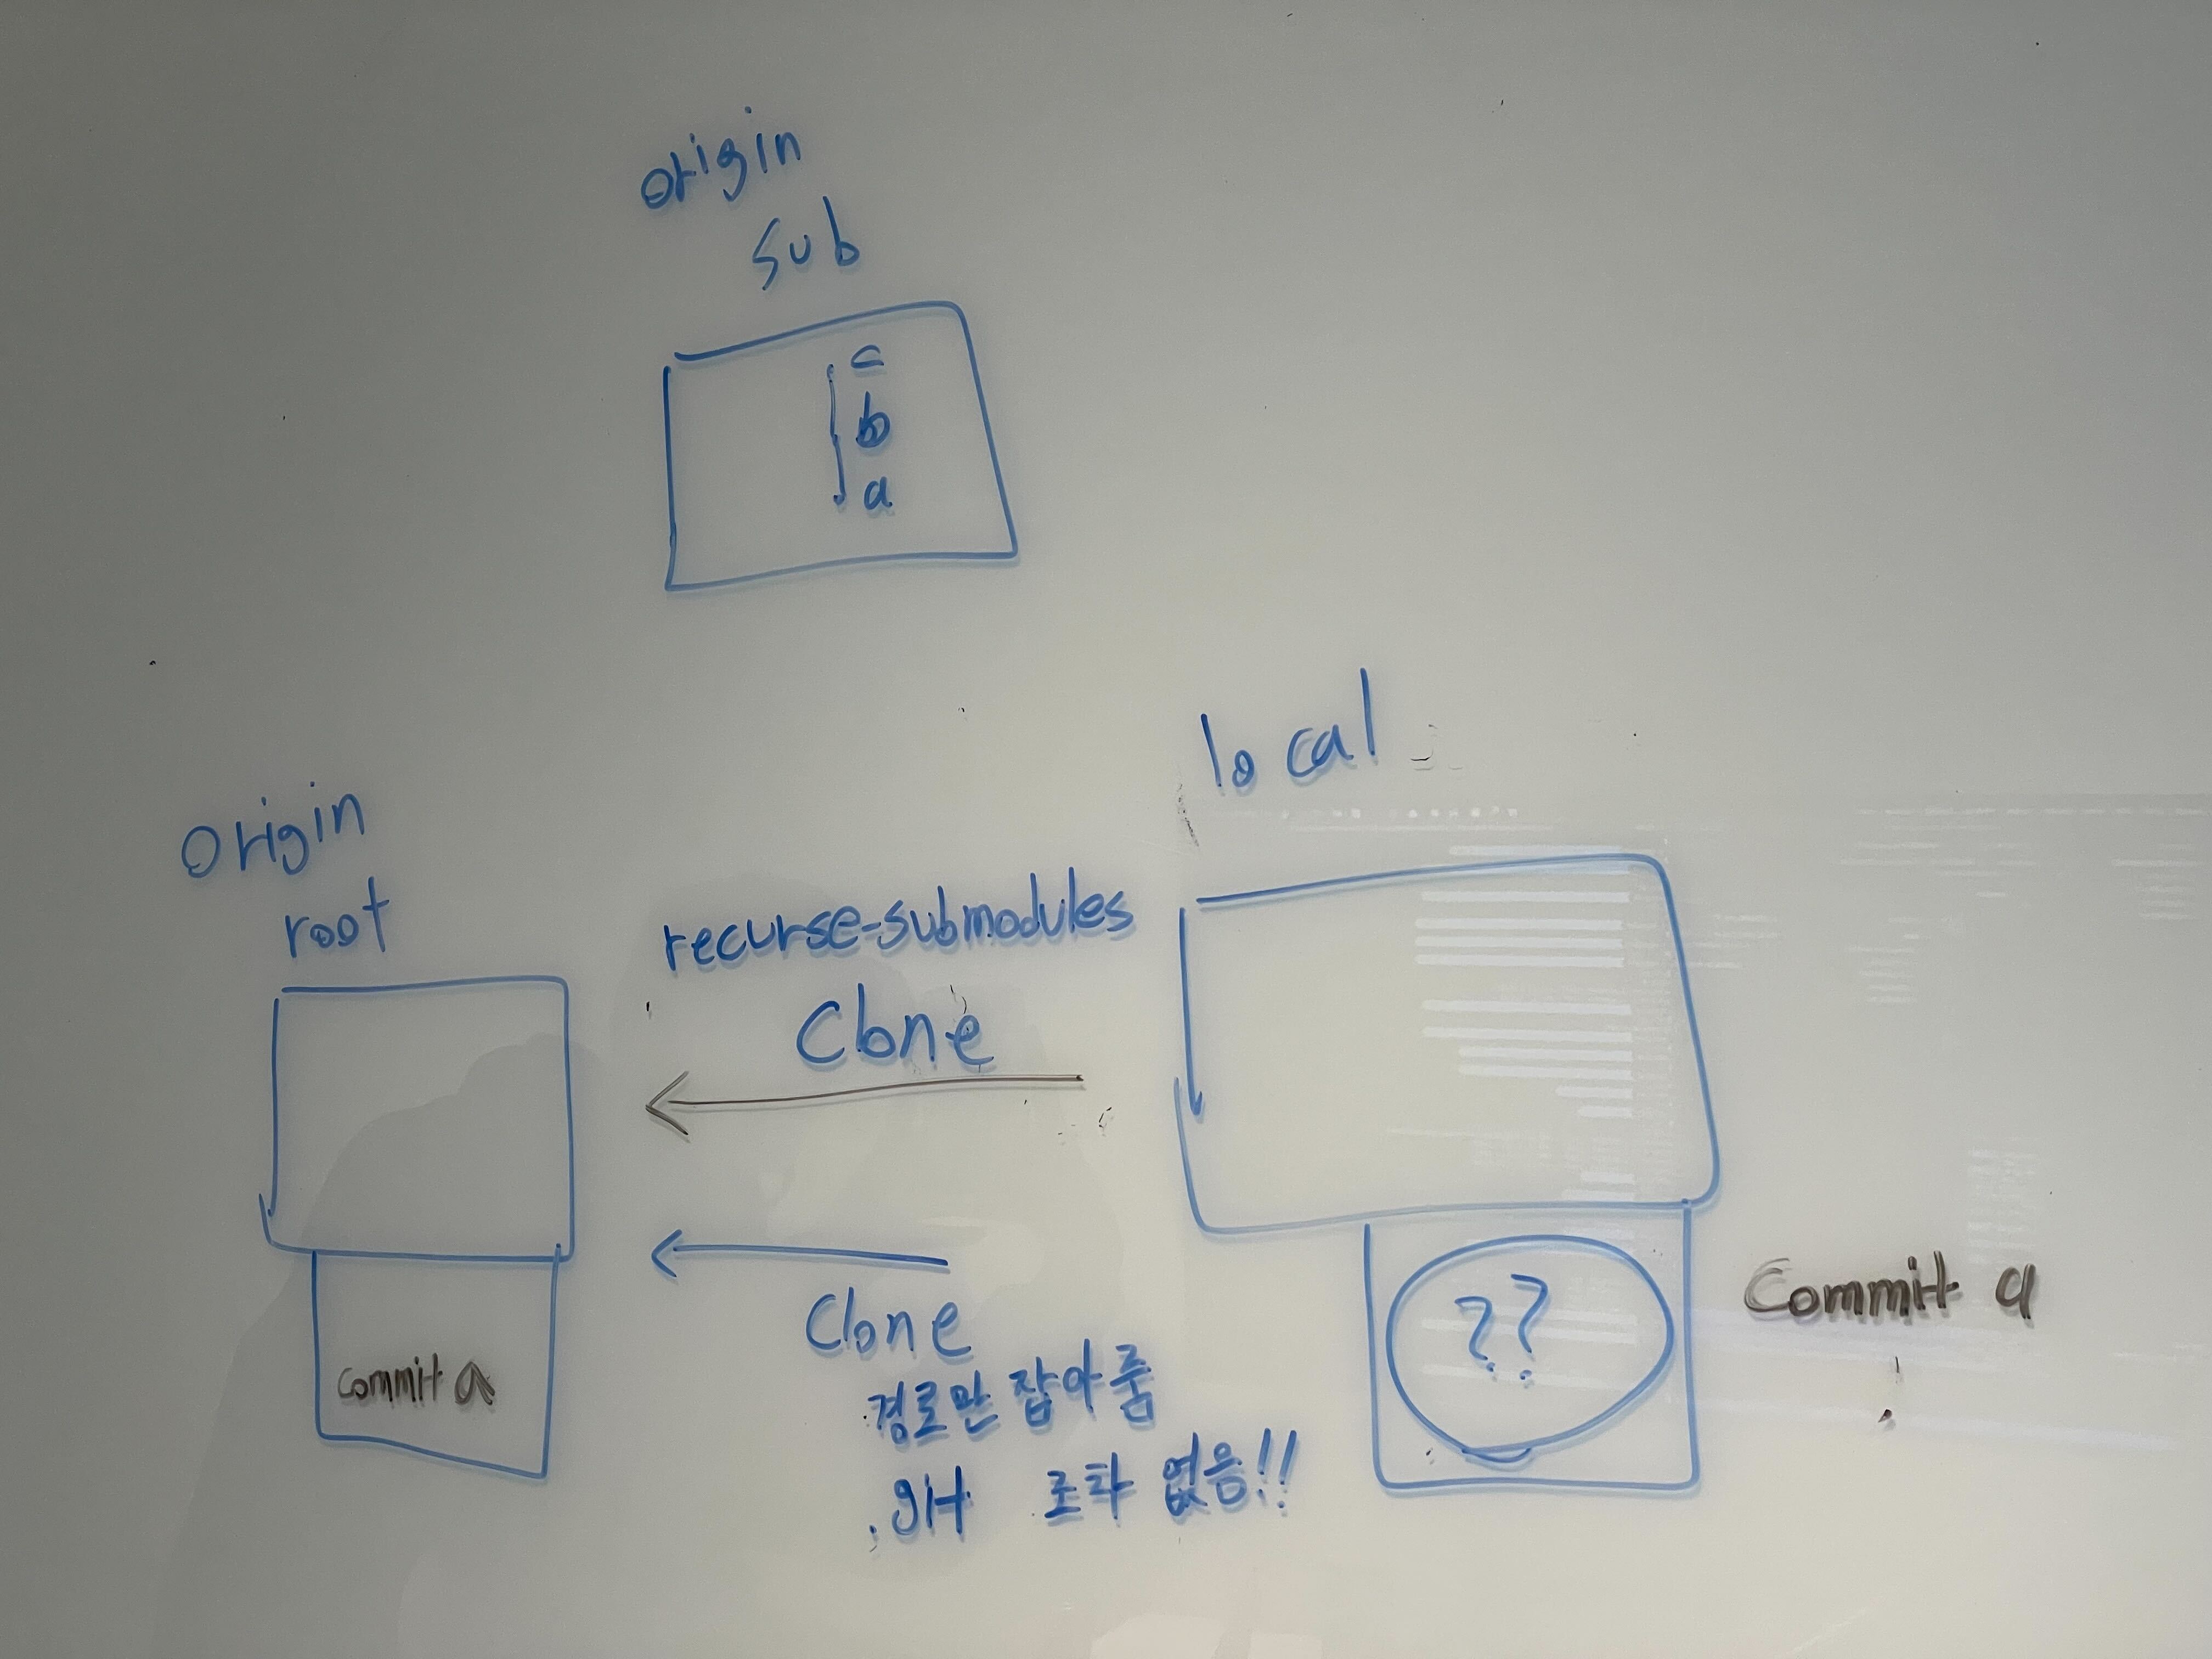 origin
sub
c
b
a
local
origin
root
recurse-submodules
Clone
Clone
경로만 잡아줌
.git 조차 없음!!
commit a
??
Commit a